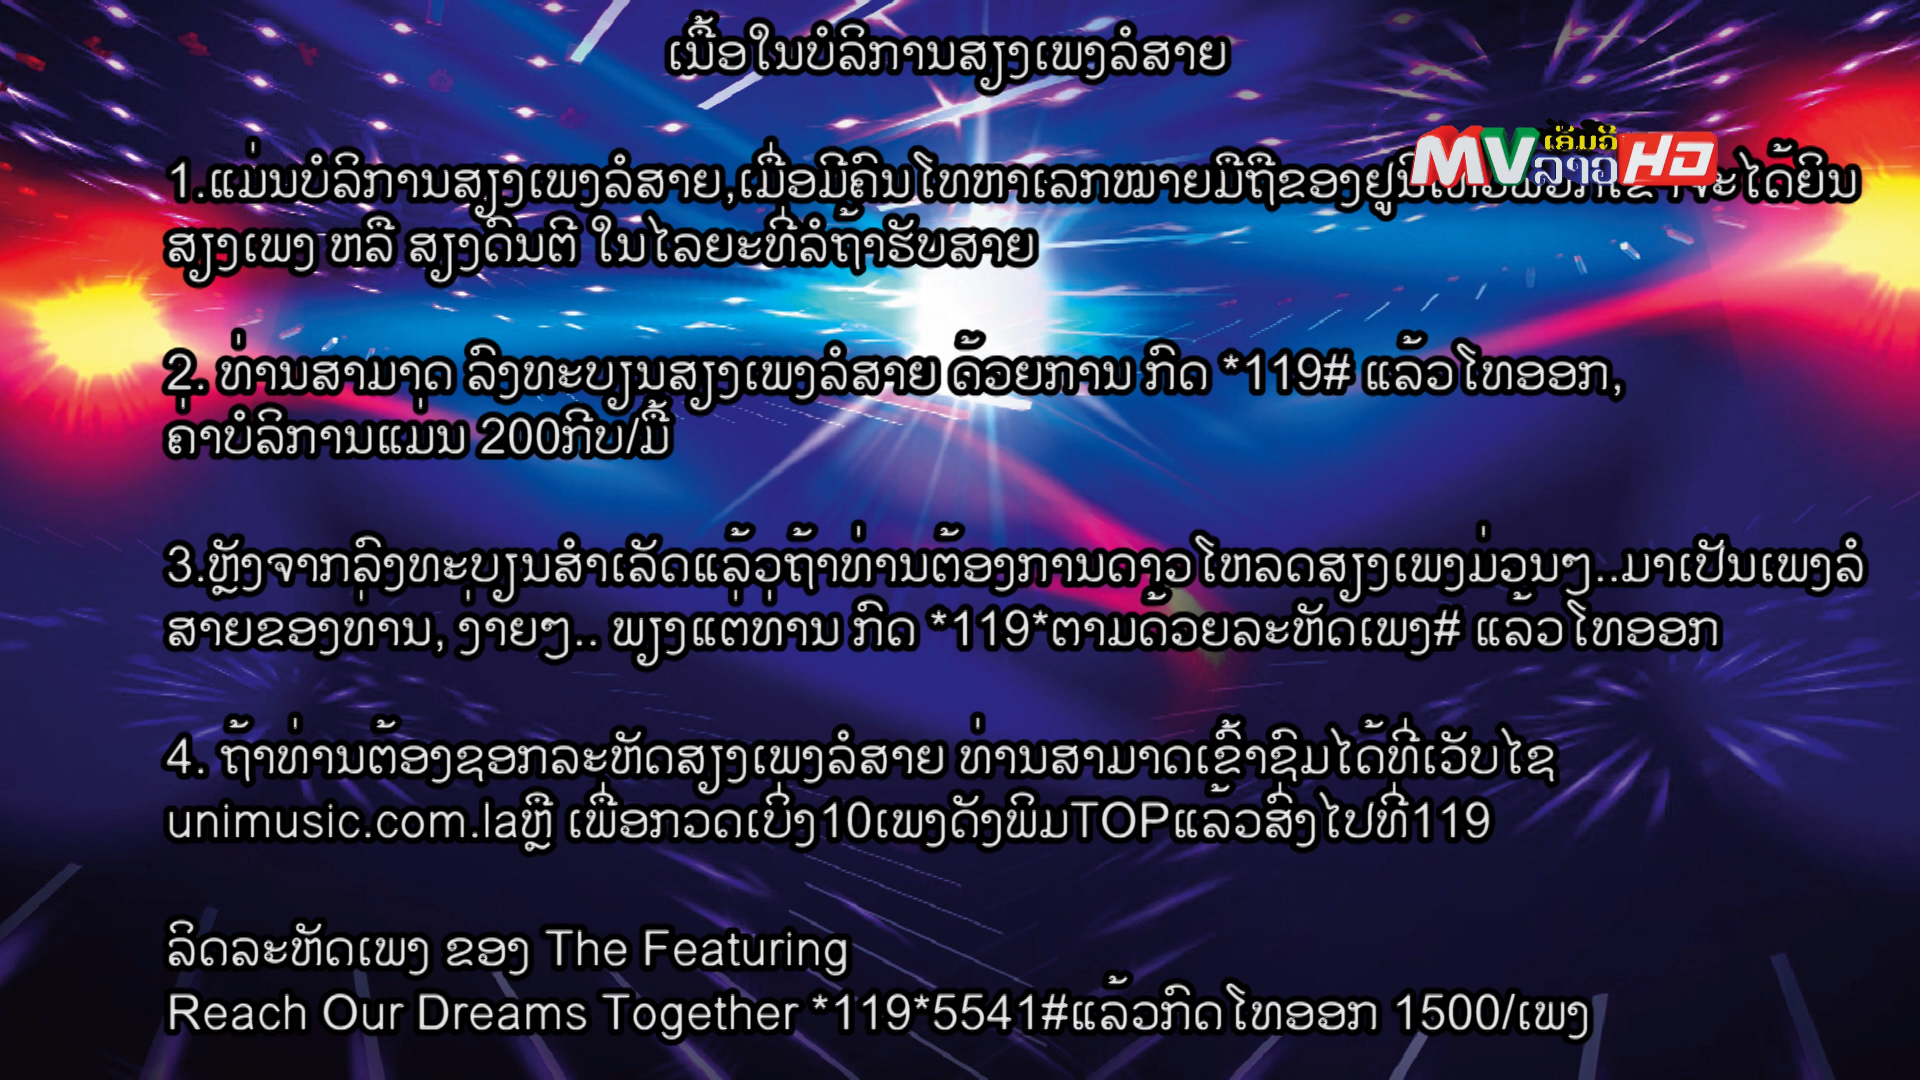 ເນື້ອໃນບໍລິການສຽງເພງລໍສາຍ
MV ເອັມວີ ລາວ HD
1.ແມ່ນບໍລິການສຽງເພງລໍສາຍ,ເມື່ອມີຄົນໂທຫາເລກໝາຍມືຖືຂອງຢູນິເທວ ໄດ້ຍິນ
ສຽງເພງ ຫລື ສຽງດົນຕີ ໃນໄລຍະທີ່ລໍຖ້າຮັບສາຍ
2. ທ່ານສາມາດ ລົງທະບຽນສຽງເພງລໍສາຍ ດ້ວຍການ ກົດ *119# ແລ້ວໂທອອກ,
ຄ່າບໍລິການແມ່ນ 200ກີບ/ມື້
3.ຫຼັງຈາກລົງທະບຽນສຳເລັດແລ້ວຖ້າທ່ານຕ້ອງການດາວໂຫລດສຽງເພງມ່ວນໆ..ມາເປັນເພງລໍ
ສາຍຂອງທ່ານ, ງ່າຍໆ.. ພຽງແຕ່ທ່ານ ກົດ *119*ຕາມດ້ວຍລະຫັດເພງ# ແລ້ວໂທອອກ
4. ຖ້າທ່ານຕ້ອງຊອກລະຫັດສຽງເພງລໍສາຍ ທ່ານສາມາດເຂົ້າຊົມໄດ້ທີ່ເວັບໄຊ
unimusic.com.laຫຼື ເພື່ອກວດເບິ່ງ10ເພງດັງພິມTOPແລ້ວສົ່ງໄປທີ່119
ລິດລະຫັດເພງ ຂອງ The Featuring
Reach Our Dreams Together *119*5541#ແລ້ວກົດໂທອອກ 1500/ເພງ